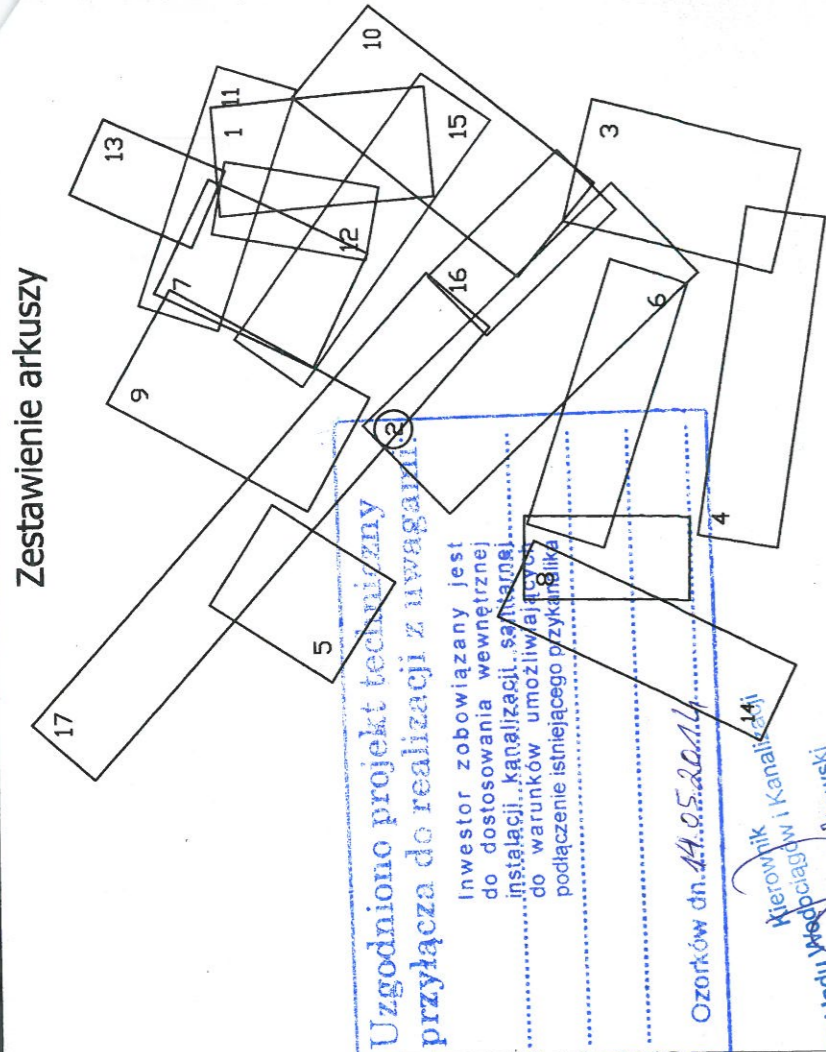 Zestawienie arkuszy
17
5
9
2
7
13
11
1
12
10
15
16
3
6
4
8
14
Uzgodniono projekt techniczny
przyłącza do realizacji z uwagami:
Inwestor zobowiązany jest
do dostosowania wewnętrznej
instalacji kanalizacji sanitarnej
do warunków umożliwiających
podłączenie istniejącego przykanalika
Ozorków dn. 14.05.2014
Kierownik
Wodociągów i Kanalizacji